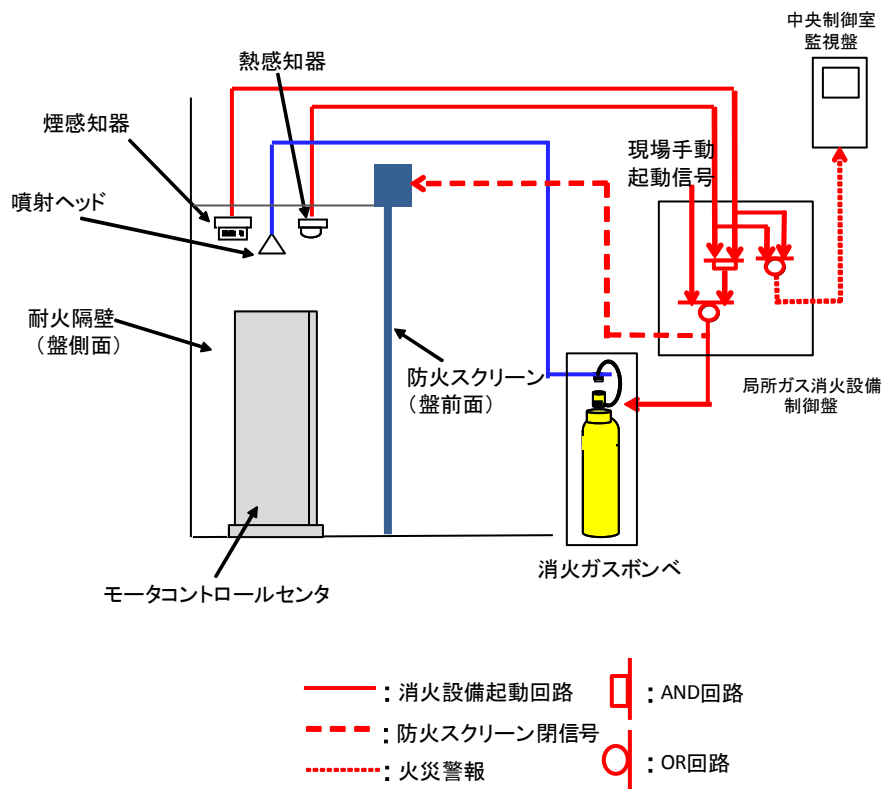 中央制御室
監視盤
熱感知器
煙感知器
現場手動
起動信号
噴射ヘッド
耐火隔壁
（盤側面）
防火スクリーン
（盤前面）
局所ガス消火設備
制御盤
消火ガスボンベ
モータコントロールセンタ
：消火設備起動回路
：AND回路
：防火スクリーン閉信号
：火災警報
：OR回路